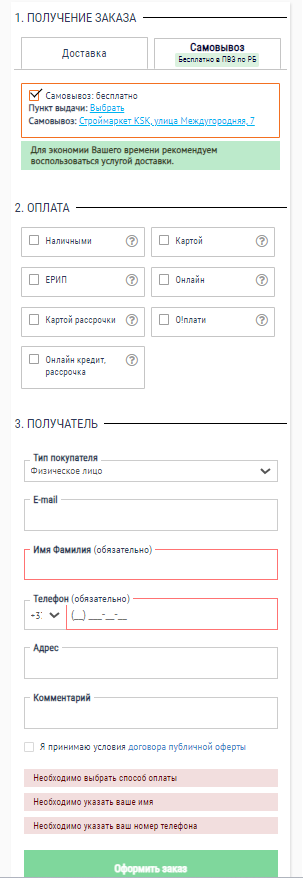 1. ПОЛУЧЕНИЕ ЗАКАЗА
Доставка
Самовывоз
Бесплатно в ПВЗ по РБ
Самовывоз: бесплатно
Пункт выдачи: Выбрать
Самовывоз: Строймаркет KSK, улица Междугородняя, 7
Для экономии Вашего времени рекомендуем
воспользоваться услугой доставки.
2. ОПЛАТА
Наличными ?
Картой ?
ЕРИП ?
Онлайн ?
Картой рассрочки ?
О!плати ?
Онлайн кредит, ?
рассрочка
3. ПОЛУЧАТЕЛЬ
Тип покупателя
Физическое лицо
E-mail
Имя Фамилия (обязательно)
Телефон (обязательно)
+3 (__) ___-__-__
Адрес
Комментарий
Я принимаю условия договора публичной оферты
Необходимо выбрать способ оплаты
Необходимо указать ваше имя
Необходимо указать ваш номер телефона
Оформить заказ